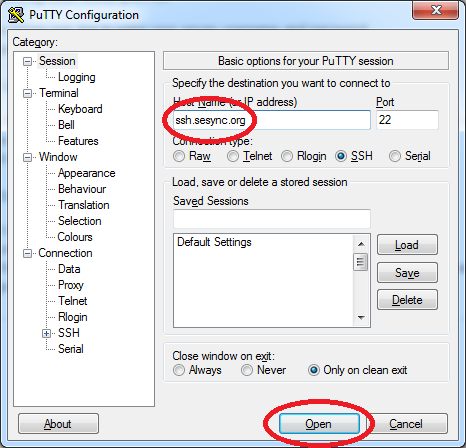 PuTTY Configuration
Category:
Session
Logging
Terminal
Keyboard
Bell
Features
Window
Appearance
Behaviour
Translation
Selection
Colours
Connection
Data
Proxy
Telnet
Rlogin
SSH
Serial
Basic options for your PuTTY session
Specify the destination you want to connect to
Host Name (or IP address) Port
ssh.sesync.org 22
Connection type:
Raw Telnet Rlogin SSH Serial
Load, save or delete a stored session
Saved Sessions
Default Settings
Load
Save
Delete
Close window on exit:
Always Never Only on clean exit
About Open Cancel